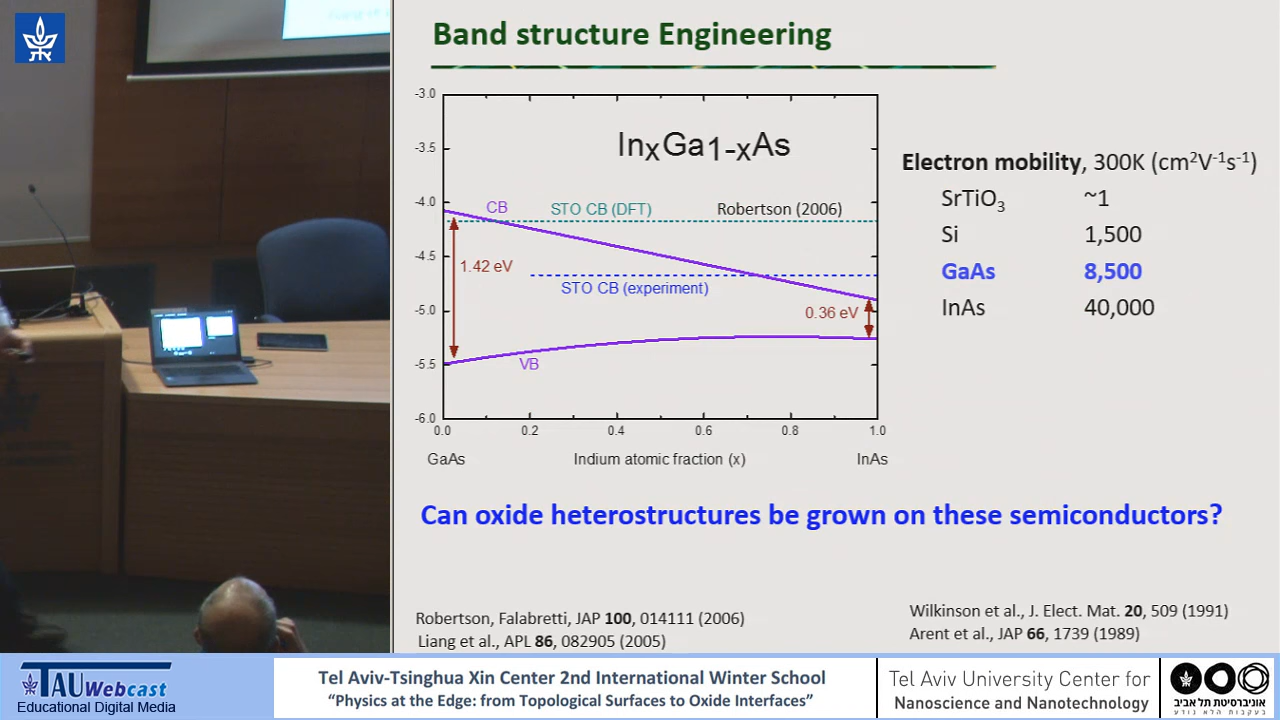 Band structure Engineering
-3.0
-3.5
-4.0
-4.5
-5.0
-5.5
-6.0
InxGa1-xAs
CB
STO CB (DFT)
Robertson (2006)
1.42 eV
STO CB (experiment)
0.36 eV
VB
0.0
0.2
0.4
0.6
0.8
1.0
GaAs
Indium atomic fraction (x)
InAs
Electron mobility, 300K (cm²V⁻¹s⁻¹)
SrTiO₃ ~1
Si 1,500
GaAs 8,500
InAs 40,000
Can oxide heterostructures be grown on these semiconductors?
Robertson, Falabretti, JAP 100, 014111 (2006)
Liang et al., APL 86, 082905 (2005)
Wilkinson et al., J. Elect. Mat. 20, 509 (1991)
Arent et al., JAP 66, 1739 (1989)
TAU Webcast
Educational Digital Media
Tel Aviv-Tsinghua Xin Center 2nd International Winter School
“Physics at the Edge: from Topological Surfaces to Oxide Interfaces”
Tel Aviv University Center for
Nanoscience and Nanotechnology
אוניברסיטת תל אביב